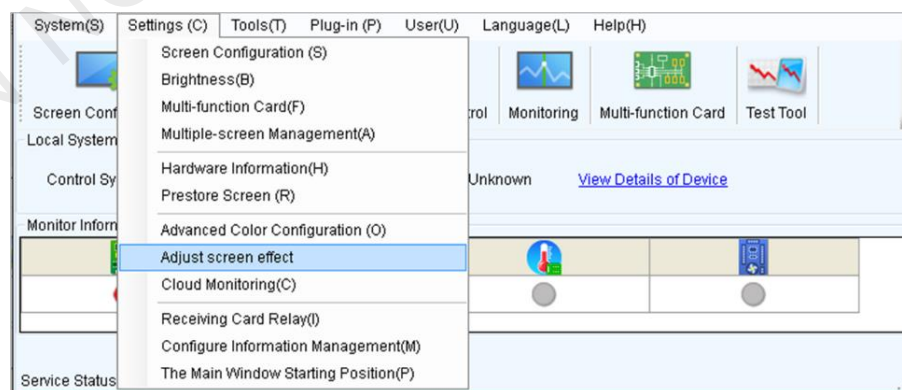 System(S) Settings (C) Tools(T) Plug-in (P) User(U) Language(L) Help(H)
Screen Configuration (S)
Brightness(B)
Multi-function Card(F)
Multiple-screen Management(A)
Hardware Information(H)
Prestore Screen (R)
Advanced Color Configuration (O)
Adjust screen effect
Cloud Monitoring(C)
Receiving Card Relay(I)
Configure Information Management(M)
The Main Window Starting Position(P)
Screen Conf rol Monitoring Multi-function Card Test Tool
Local System
Control Sy Unknown View Details of Device
Monitor Inform
Service Status